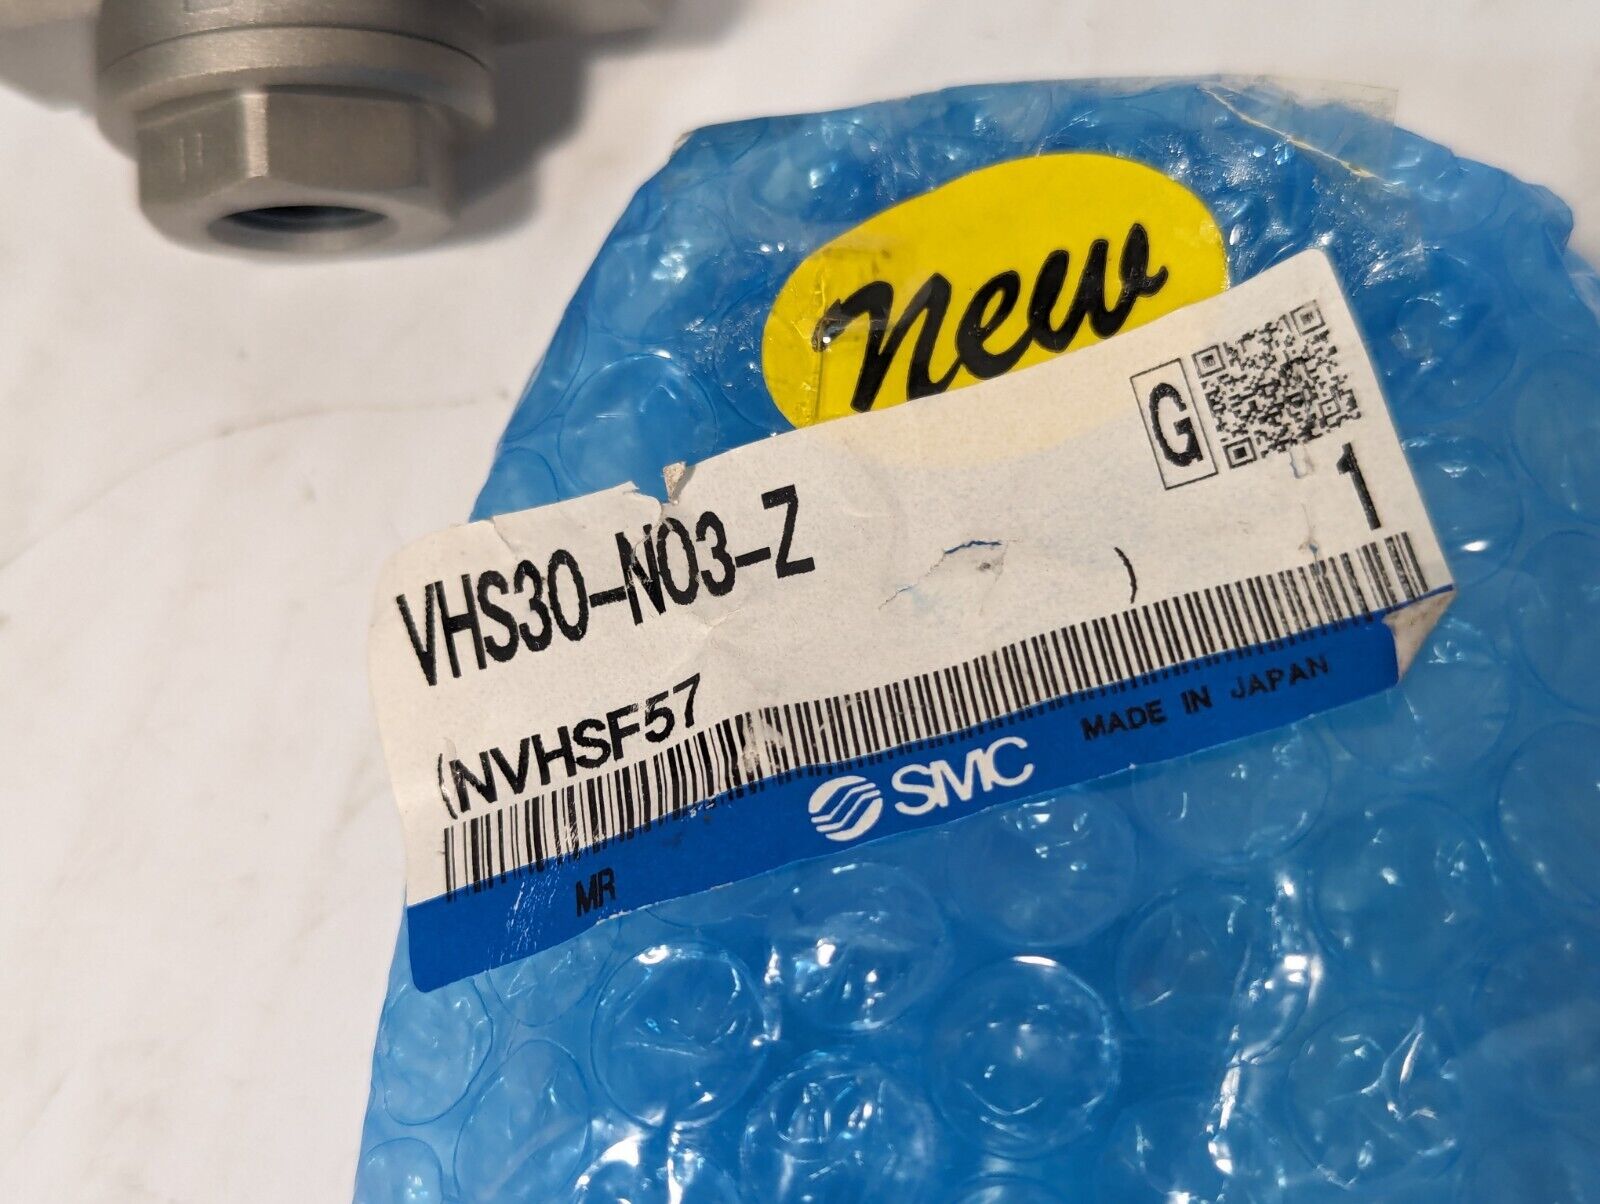 new
G
VHS30-N03-Z
1
(NVHSF57
)
SMC
MADE IN JAPAN
MR